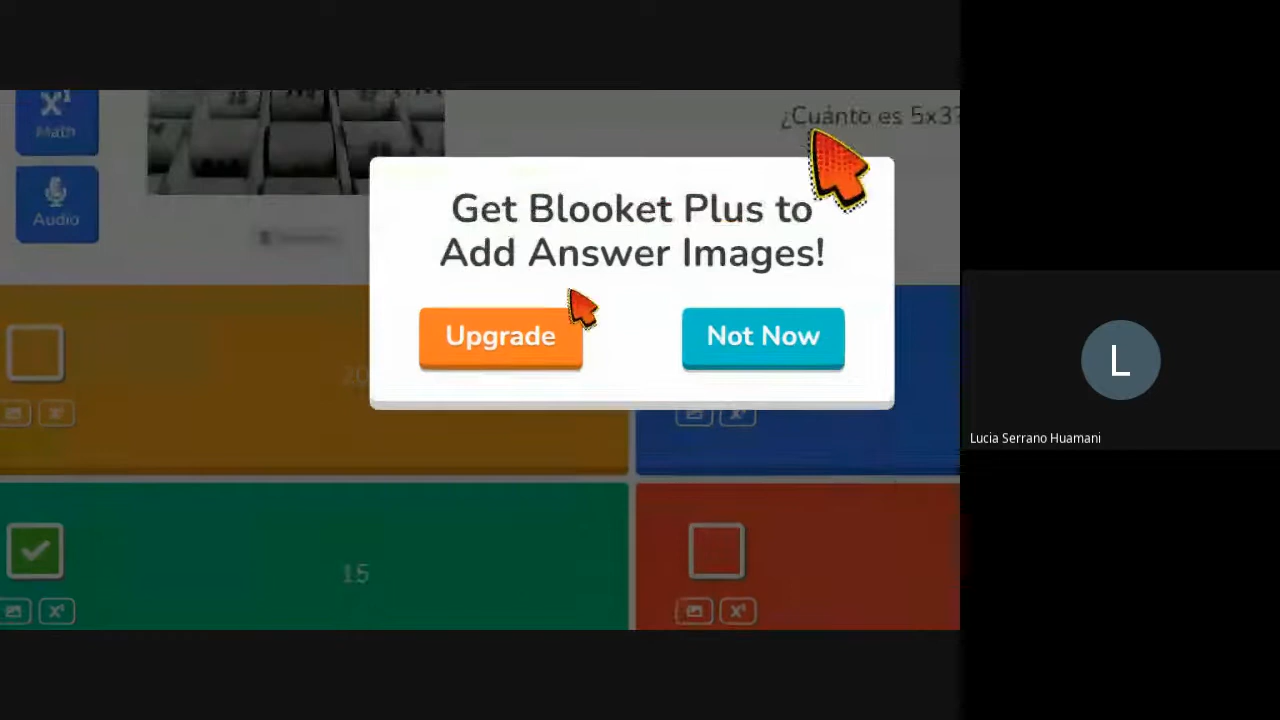 Math
¿Cuánto es 5x3?
Audio
Get Blooket Plus to
Add Answer Images!
Upgrade
Not Now
20
15
L
Lucia Serrano Huamani